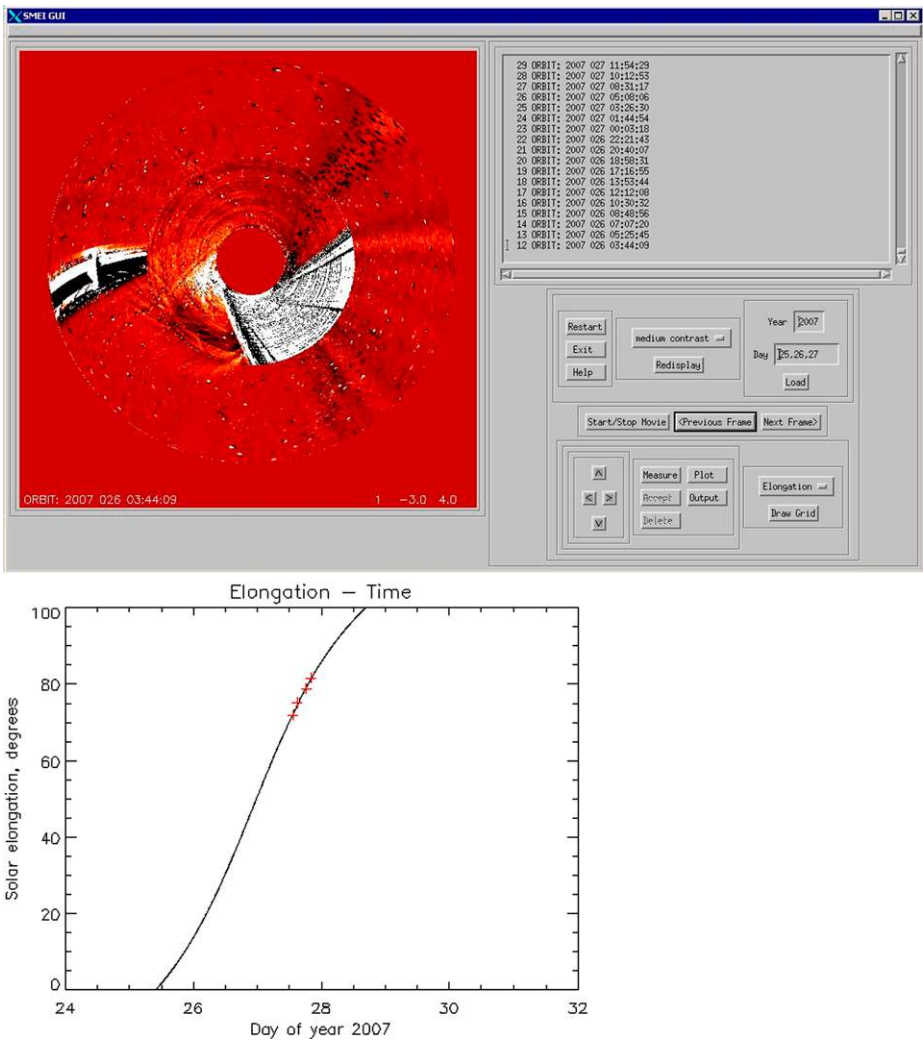 SMEI GUI
29 ORBIT: 2007 027 11:54:29
28 ORBIT: 2007 027 10:12:53
27 ORBIT: 2007 027 08:31:17
26 ORBIT: 2007 027 05:08:06
25 ORBIT: 2007 027 03:26:30
24 ORBIT: 2007 027 01:44:54
23 ORBIT: 2007 027 00:03:18
22 ORBIT: 2007 026 22:21:43
21 ORBIT: 2007 026 20:40:07
20 ORBIT: 2007 026 18:58:31
19 ORBIT: 2007 026 17:16:55
18 ORBIT: 2007 026 13:53:44
17 ORBIT: 2007 026 12:12:08
16 ORBIT: 2007 026 10:30:32
15 ORBIT: 2007 026 08:48:56
14 ORBIT: 2007 026 07:07:20
13 ORBIT: 2007 026 05:25:45
12 ORBIT: 2007 026 03:44:09
ORBIT: 2007 026 03:44:09 1 -3.0 4.0
Restart
Exit
Help
medium contrast
Redisplay
Year 2007
Day 25,26,27
Load
Start/Stop Movie <Previous Frame Next Frame>
< >
Measure Plot
Accept Output
Delete
Elongation
Draw Grid
Elongation – Time
Solar elongation, degrees
100
80
60
40
20
0
24 26 28 30 32
Day of year 2007